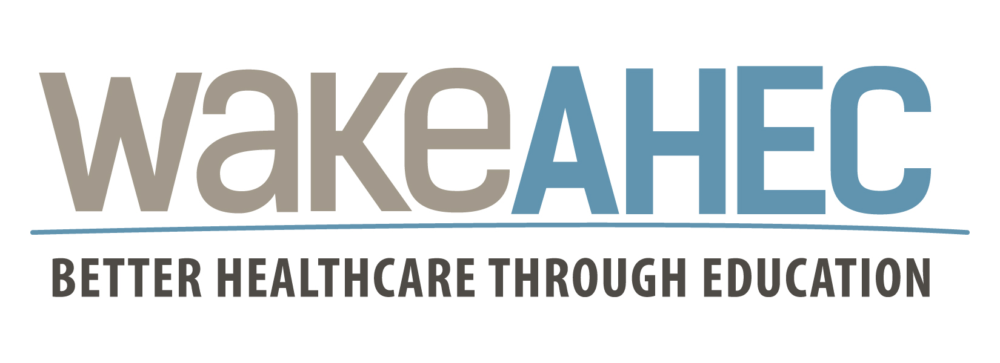 wakeAHEC
BETTER HEALTHCARE THROUGH EDUCATION